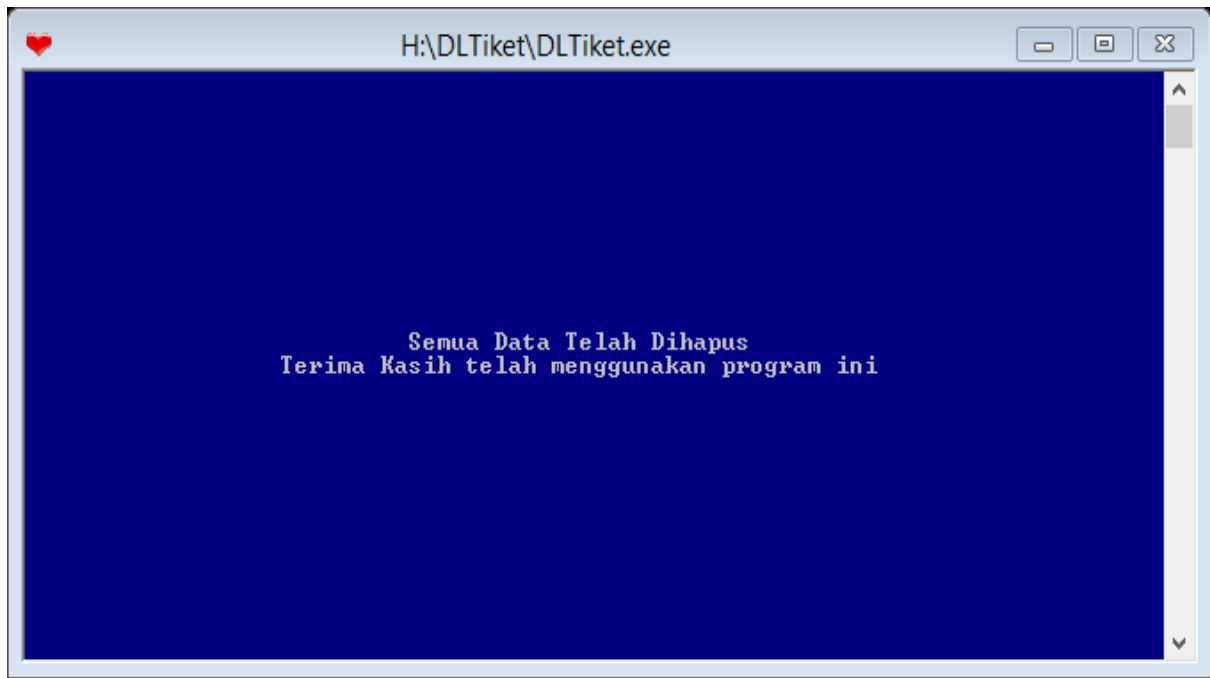 H:\DLTiket\DLTiket.exe
Semua Data Telah Dihapus
Terima Kasih telah menggunakan program ini